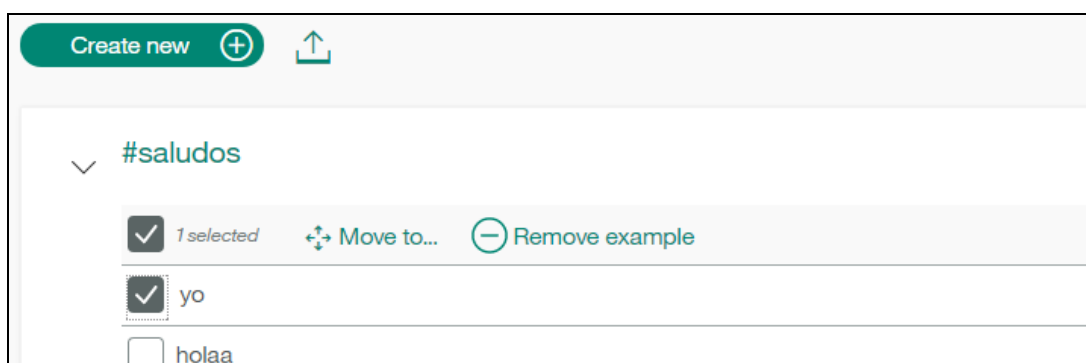 Create new
#saludos
1 selected Move to... Remove example
yo
holaa